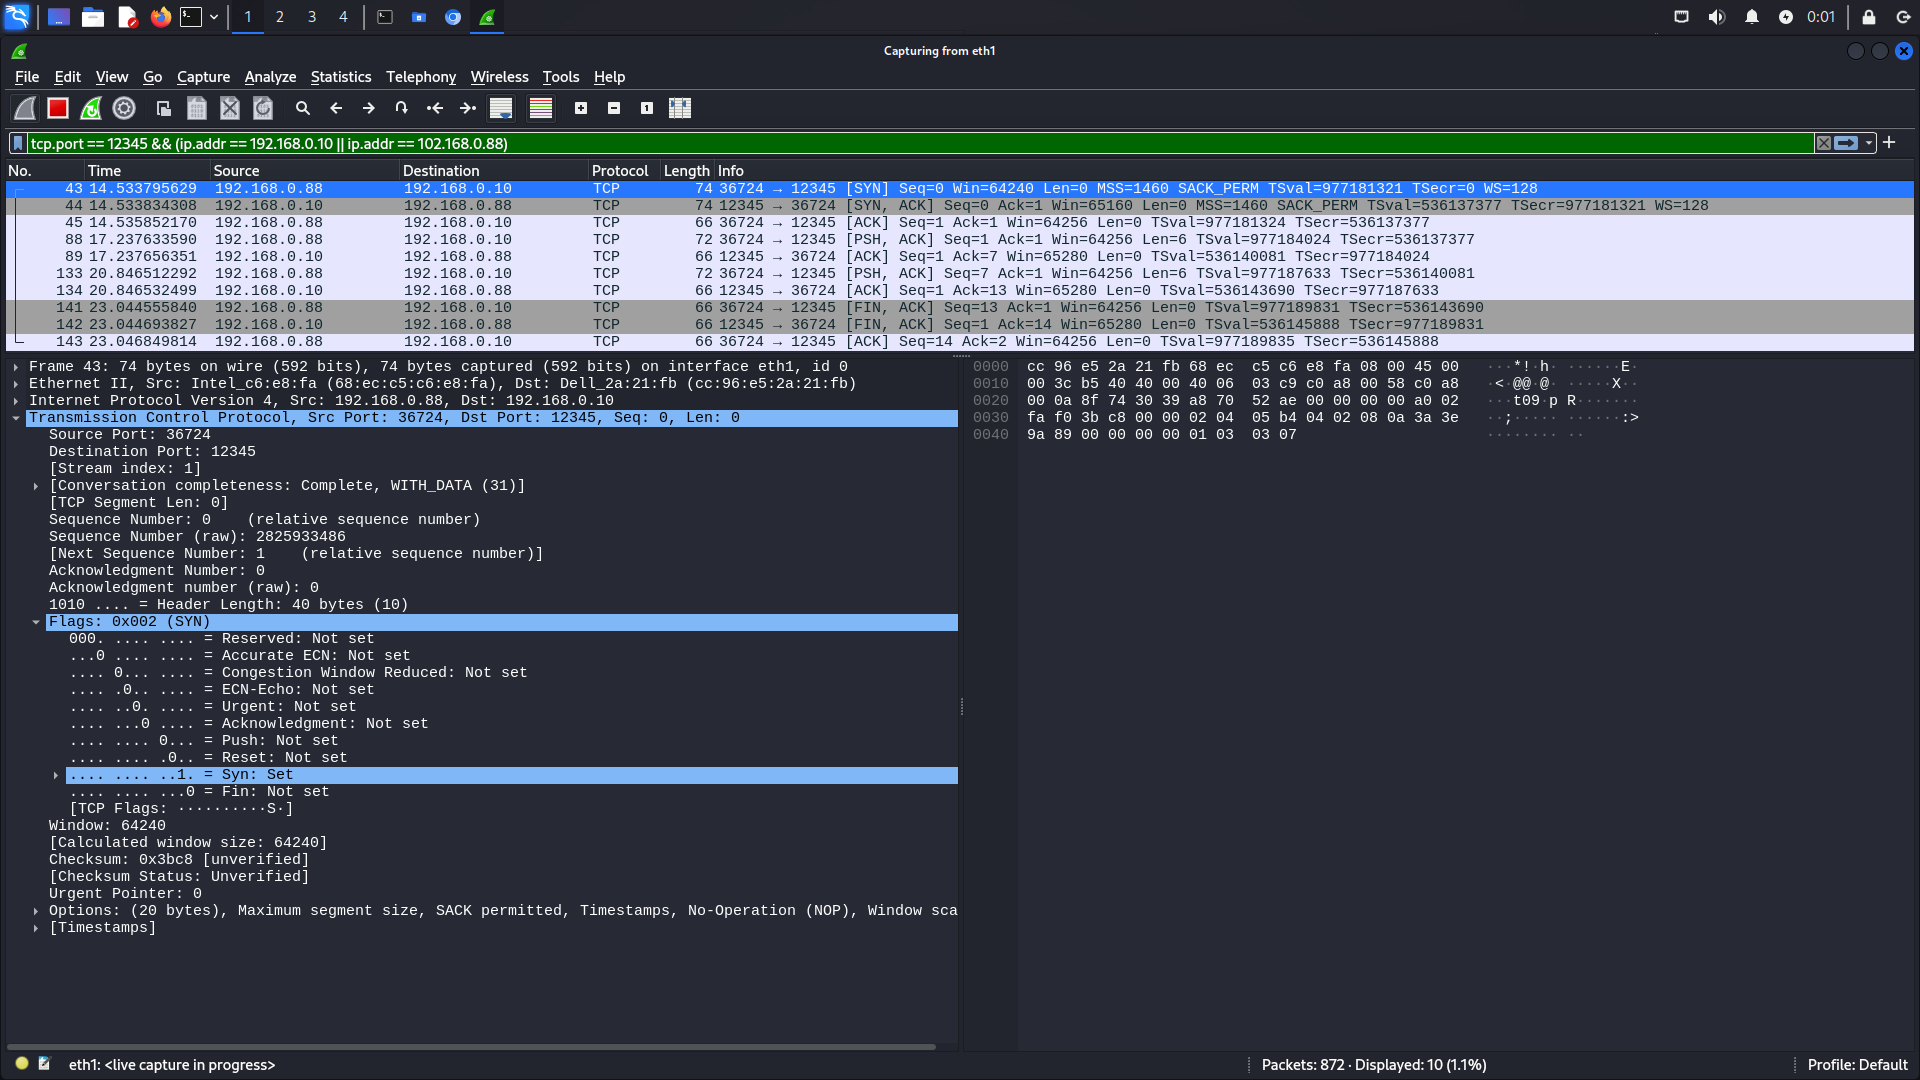 1 2 3 4 0:01
Capturing from eth1
File Edit View Go Capture Analyze Statistics Telephony Wireless Tools Help
tcp.port == 12345 && (ip.addr == 192.168.0.10 || ip.addr == 102.168.0.88)
No. Time Source Destination Protocol Length Info
43 14.533795629 192.168.0.88 192.168.0.10 TCP 74 36724 → 12345 [SYN] Seq=0 Win=64240 Len=0 MSS=1460 SACK_PERM TSval=977181321 TSecr=0 WS=128
44 14.533834308 192.168.0.10 192.168.0.88 TCP 74 12345 → 36724 [SYN, ACK] Seq=0 Ack=1 Win=65160 Len=0 MSS=1460 SACK_PERM TSval=536137377 TSecr=977181321 WS=128
45 14.535852170 192.168.0.88 192.168.0.10 TCP 66 36724 → 12345 [ACK] Seq=1 Ack=1 Win=64256 Len=0 TSval=977181324 TSecr=536137377
88 17.237633590 192.168.0.88 192.168.0.10 TCP 72 36724 → 12345 [PSH, ACK] Seq=1 Ack=1 Win=64256 Len=6 TSval=977184024 TSecr=536137377
89 17.237656351 192.168.0.10 192.168.0.88 TCP 66 12345 → 36724 [ACK] Seq=1 Ack=7 Win=65280 Len=0 TSval=536140081 TSecr=977184024
133 20.846512292 192.168.0.88 192.168.0.10 TCP 72 36724 → 12345 [PSH, ACK] Seq=7 Ack=1 Win=64256 Len=6 TSval=977187633 TSecr=536140081
134 20.846532499 192.168.0.10 192.168.0.88 TCP 66 12345 → 36724 [ACK] Seq=1 Ack=13 Win=65280 Len=0 TSval=536143690 TSecr=977187633
141 23.044555840 192.168.0.88 192.168.0.10 TCP 66 36724 → 12345 [FIN, ACK] Seq=13 Ack=1 Win=64256 Len=0 TSval=977189831 TSecr=536143690
142 23.044693827 192.168.0.10 192.168.0.88 TCP 66 12345 → 36724 [FIN, ACK] Seq=1 Ack=14 Win=65280 Len=0 TSval=536145888 TSecr=977189831
143 23.046849814 192.168.0.88 192.168.0.10 TCP 66 36724 → 12345 [ACK] Seq=14 Ack=2 Win=64256 Len=0 TSval=977189835 TSecr=536145888
Frame 43: 74 bytes on wire (592 bits), 74 bytes captured (592 bits) on interface eth1, id 0
Ethernet II, Src: Intel_c6:e8:fa (68:ec:c5:c6:e8:fa), Dst: Dell_2a:21:fb (cc:96:e5:2a:21:fb)
Internet Protocol Version 4, Src: 192.168.0.88, Dst: 192.168.0.10
Transmission Control Protocol, Src Port: 36724, Dst Port: 12345, Seq: 0, Len: 0
Source Port: 36724
Destination Port: 12345
[Stream index: 1]
[Conversation completeness: Complete, WITH_DATA (31)]
[TCP Segment Len: 0]
Sequence Number: 0 (relative sequence number)
Sequence Number (raw): 2825933486
[Next Sequence Number: 1 (relative sequence number)]
Acknowledgment Number: 0
Acknowledgment number (raw): 0
1010 .... = Header Length: 40 bytes (10)
Flags: 0x002 (SYN)
000. .... .... = Reserved: Not set
...0 .... .... = Accurate ECN: Not set
.... 0... .... = Congestion Window Reduced: Not set
.... .0.. .... = ECN-Echo: Not set
.... ..0. .... = Urgent: Not set
.... ...0 .... = Acknowledgment: Not set
.... .... 0... = Push: Not set
.... .... .0.. = Reset: Not set
.... .... ..1. = Syn: Set
.... .... ...0 = Fin: Not set
[TCP Flags: ··········S·]
Window: 64240
[Calculated window size: 64240]
Checksum: 0x3bc8 [unverified]
[Checksum Status: Unverified]
Urgent Pointer: 0
Options: (20 bytes), Maximum segment size, SACK permitted, Timestamps, No-Operation (NOP), Window sca
[Timestamps]
0000 cc 96 e5 2a 21 fb 68 ec c5 c6 e8 fa 08 00 45 00 ···*!·h· ······E·
0010 00 3c b5 40 40 00 40 06 03 c9 c0 a8 00 58 c0 a8 ·<·@@·@· ·····X··
0020 00 0a 8f 74 30 39 a8 70 52 ae 00 00 00 00 a0 02 ···t09·p R·······
0030 fa f0 3b c8 00 00 02 04 05 b4 04 02 08 0a 3a 3e ··;····· ······:>
0040 9a 89 00 00 00 00 01 03 03 07 ········ ··
eth1: <live capture in progress> Packets: 872 · Displayed: 10 (1.1%) Profile: Default